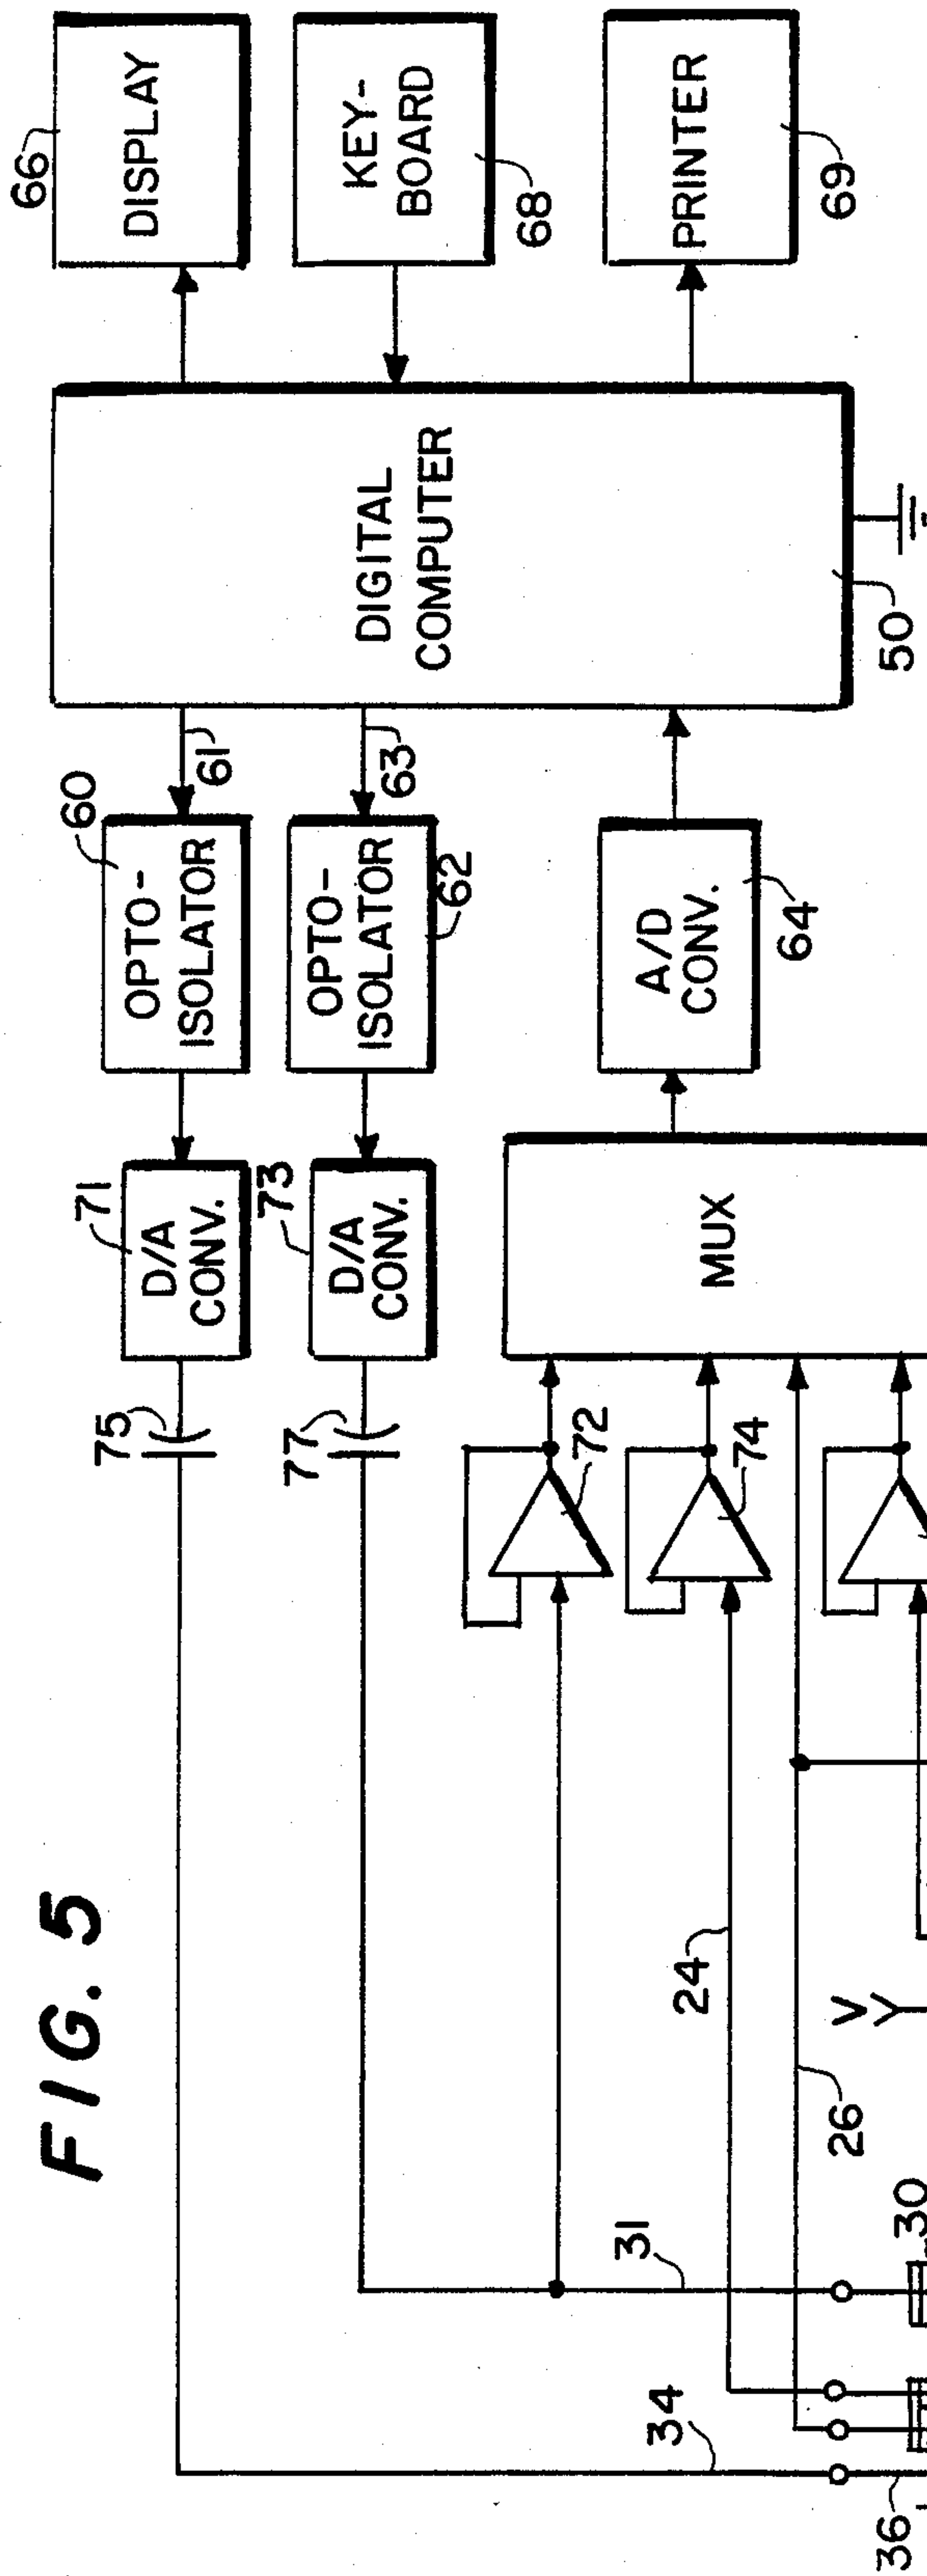 FIG. 5
66
DISPLAY
KEY-
BOARD
68
PRINTER
69
DIGITAL
COMPUTER
50
61
63
60
OPTO-
ISOLATOR
OPTO-
ISOLATOR
62
A/D
CONV.
64
71
D/A
CONV.
73
D/A
CONV.
MUX
75
77
72
74
24
V
26
31
30
34
36